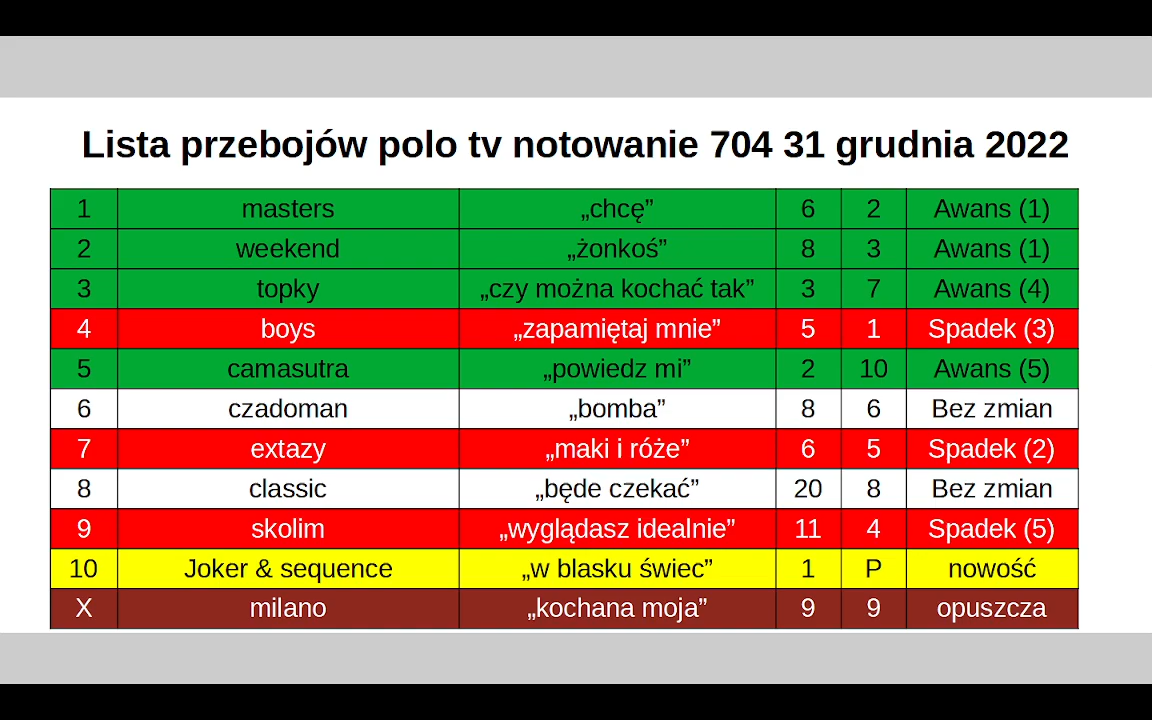 Lista przebojów polo tv notowanie 704 31 grudnia 2022
1 masters „chcę” 6 2 Awans (1)
2 weekend „żonkoś” 8 3 Awans (1)
3 topky „czy można kochać tak” 3 7 Awans (4)
4 boys „zapamiętaj mnie” 5 1 Spadek (3)
5 camasutra „powiedz mi” 2 10 Awans (5)
6 czadoman „bomba” 8 6 Bez zmian
7 extazy „maki i róże” 6 5 Spadek (2)
8 classic „będe czekać” 20 8 Bez zmian
9 skolim „wyglądasz idealnie” 11 4 Spadek (5)
10 Joker & sequence „w blasku świec” 1 P nowość
X milano „kochana moja” 9 9 opuszcza